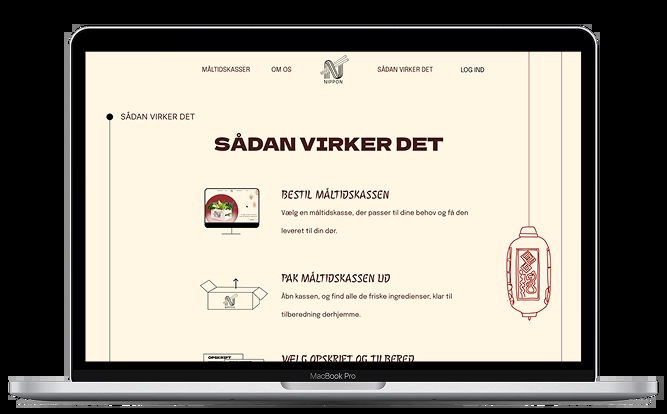 MÅLTIDSKASSER
OM OS
NIPPON
SÅDAN VIRKER DET
LOG IND
SÅDAN VIRKER DET
SÅDAN VIRKER DET
BESTIL MÅLTIDSKASSEN
Vælg en måltidskasse, der passer til dine behov og få den
leveret til din dør.
PAK MÅLTIDSKASSEN UD
Åbn kassen, og find alle de friske ingredienser, klar til
tilberedning derhjemme.
OPSKRIFT
VÆLG OPSKRIFT OG TILBERED
MacBook Pro